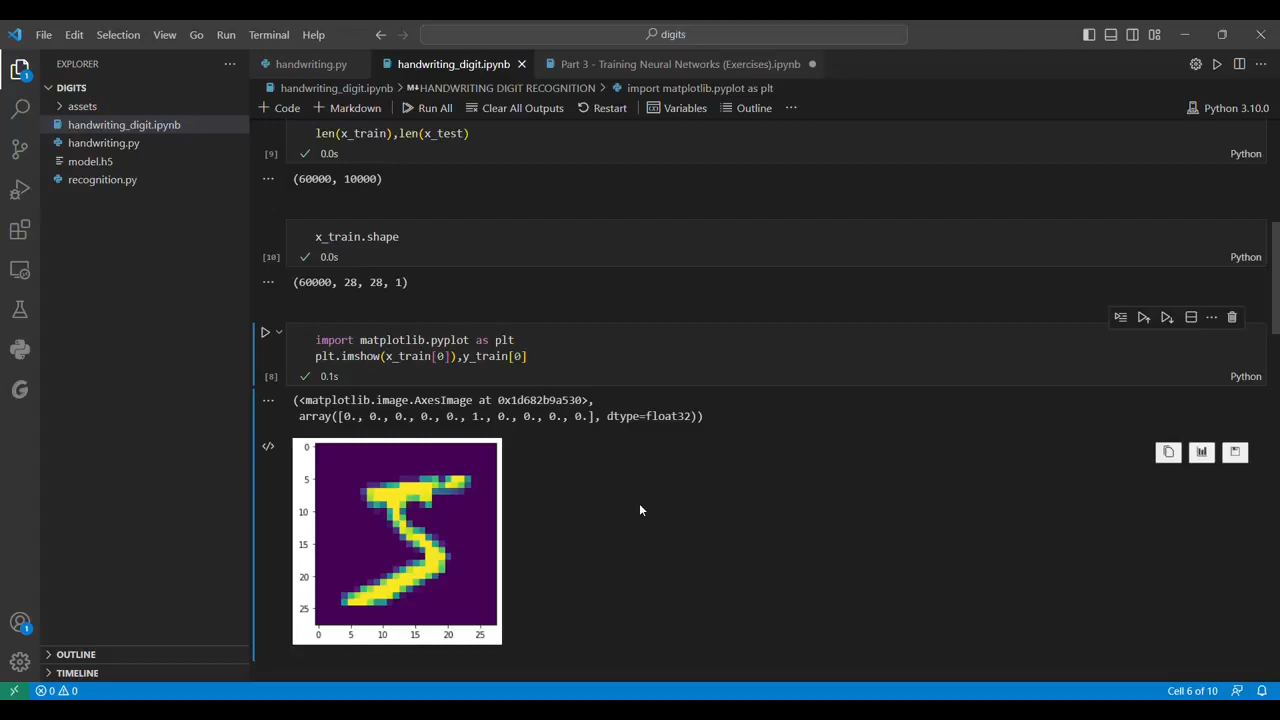 File Edit Selection View Go Run Terminal Help
digits
EXPLORER
handwriting.py
handwriting_digit.ipynb
Part 3 - Training Neural Networks (Exercises).ipynb
1
DIGITS
assets
handwriting_digit.ipynb
handwriting.py
model.h5
recognition.py
handwriting_digit.ipynb > HANDWRITING DIGIT RECOGNITION > import matplotlib.pyplot as plt
+ Code + Markdown Run All Clear All Outputs Restart Variables Outline ...
Python 3.10.0
len(x_train),len(x_test)
[9] 0.0s Python
(60000, 10000)
x_train.shape
[10] 0.0s Python
(60000, 28, 28, 1)
import matplotlib.pyplot as plt
plt.imshow(x_train[0]),y_train[0]
[8] 0.1s Python
(<matplotlib.image.AxesImage at 0x1d682b9a530>,
array([0., 0., 0., 0., 0., 1., 0., 0., 0., 0.], dtype=float32))
0
5
10
15
20
25
0 5 10 15 20 25
1
OUTLINE
TIMELINE
0 0
Cell 6 of 10